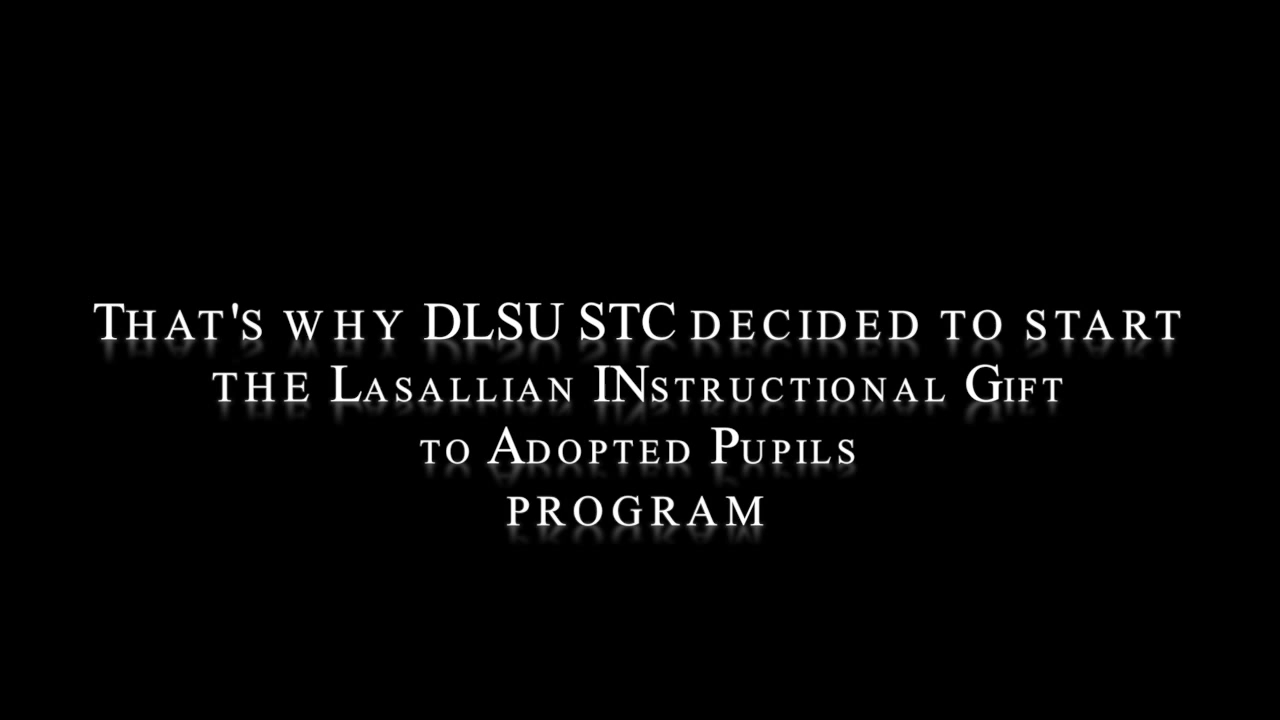 THAT'S WHY DLSU STC DECIDED TO START
THE LASALLIAN INSTRUCTIONAL GIFT
TO ADOPTED PUPILS
PROGRAM